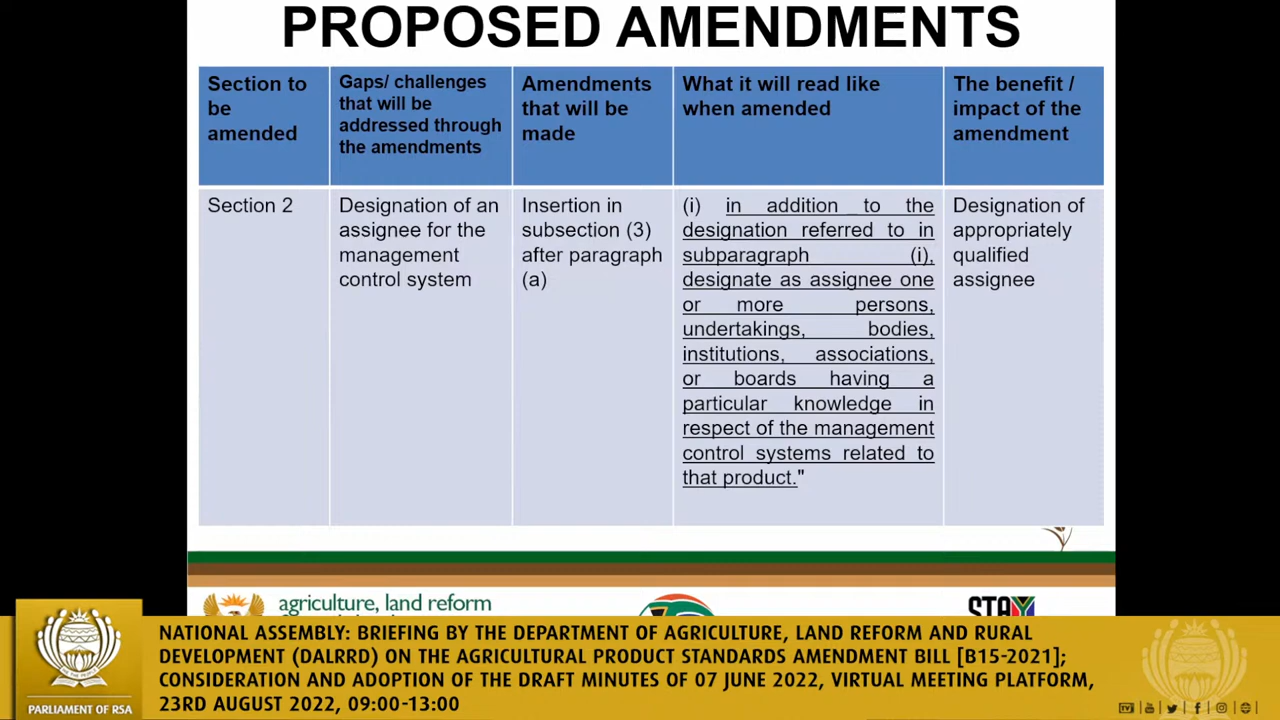 PROPOSED AMENDMENTS
Section to
be
amended
Gaps/ challenges
that will be
addressed through
the amendments
Amendments
that will be
made
What it will read like
when amended
The benefit /
impact of the
amendment
Section 2
Designation of an
assignee for the
management
control system
Insertion in
subsection (3)
after paragraph
(a)
(i) in addition to the
designation referred to in
subparagraph (i),
designate as assignee one
or more persons,
undertakings, bodies,
institutions, associations,
or boards having a
particular knowledge in
respect of the management
control systems related to
that product."
Designation of
appropriately
qualified
assignee
agriculture, land reform
STAY
NATIONAL ASSEMBLY: BRIEFING BY THE DEPARTMENT OF AGRICULTURE, LAND REFORM AND RURAL
DEVELOPMENT (DALRRD) ON THE AGRICULTURAL PRODUCT STANDARDS AMENDMENT BILL [B15-2021];
CONSIDERATION AND ADOPTION OF THE DRAFT MINUTES OF 07 JUNE 2022, VIRTUAL MEETING PLATFORM,
23RD AUGUST 2022, 09:00-13:00
PARLIAMENT OF RSA